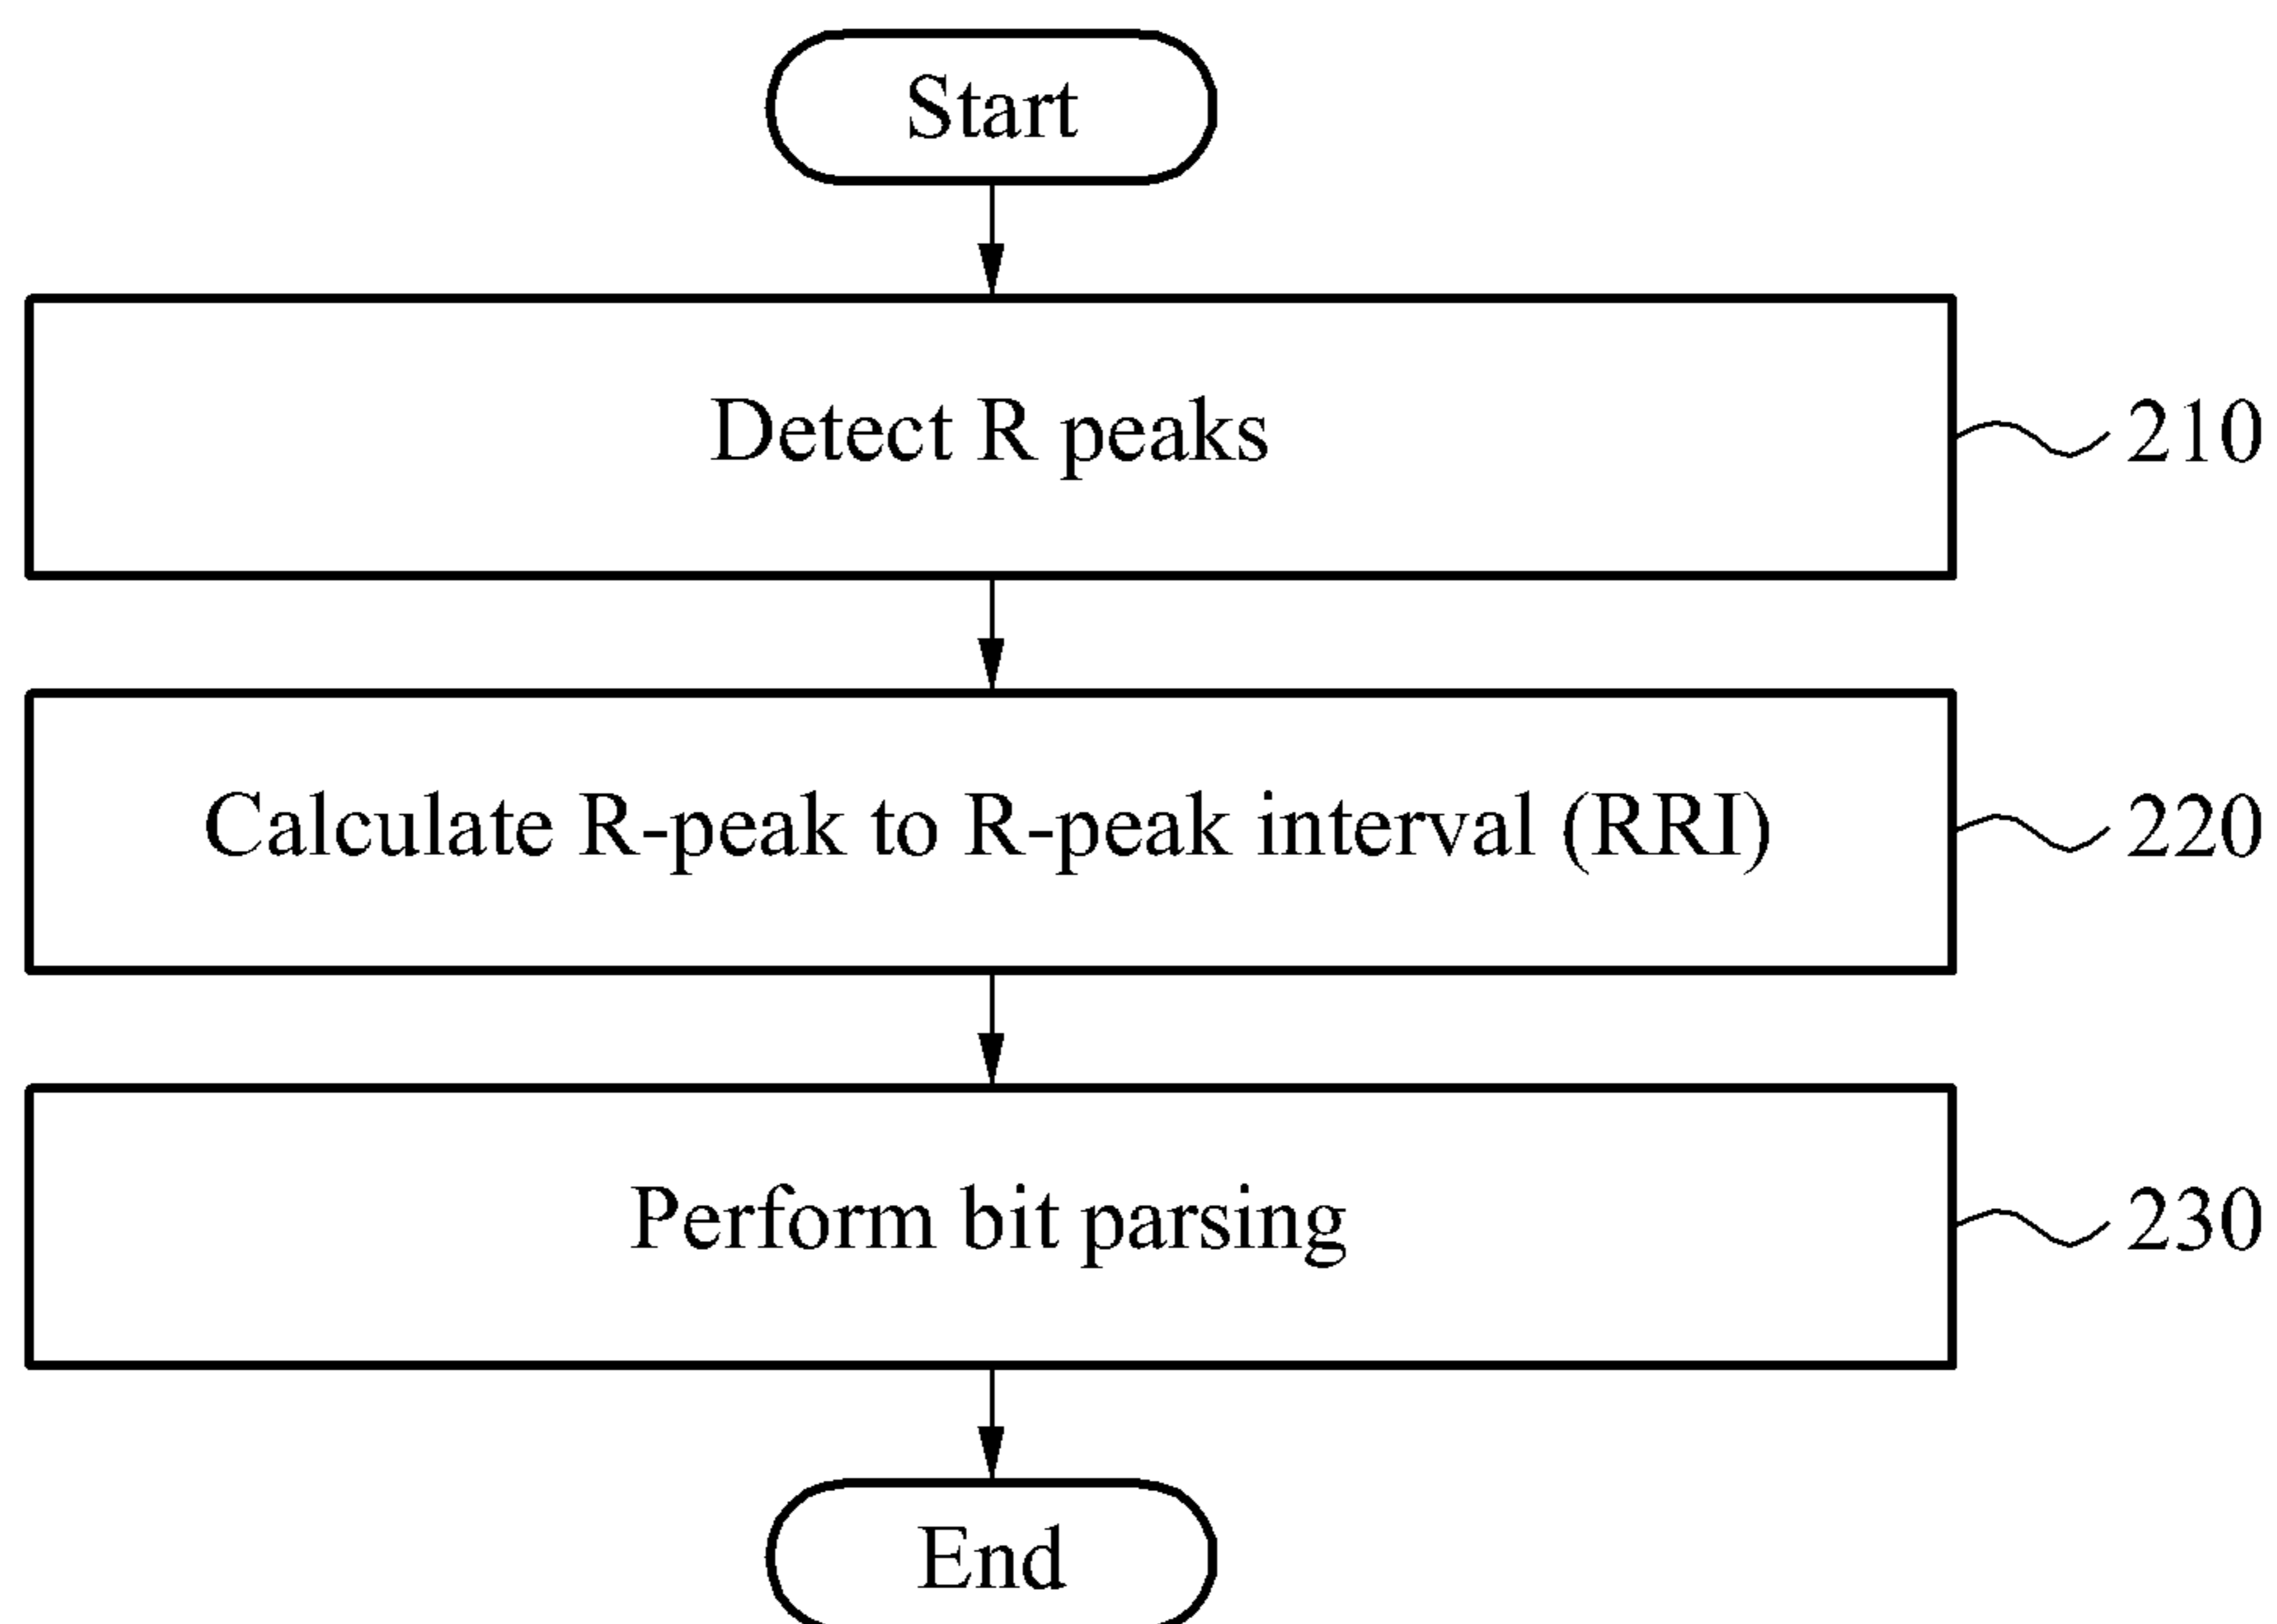 Start
Detect R peaks
210
Calculate R-peak to R-peak interval (RRI)
220
Perform bit parsing
230
End